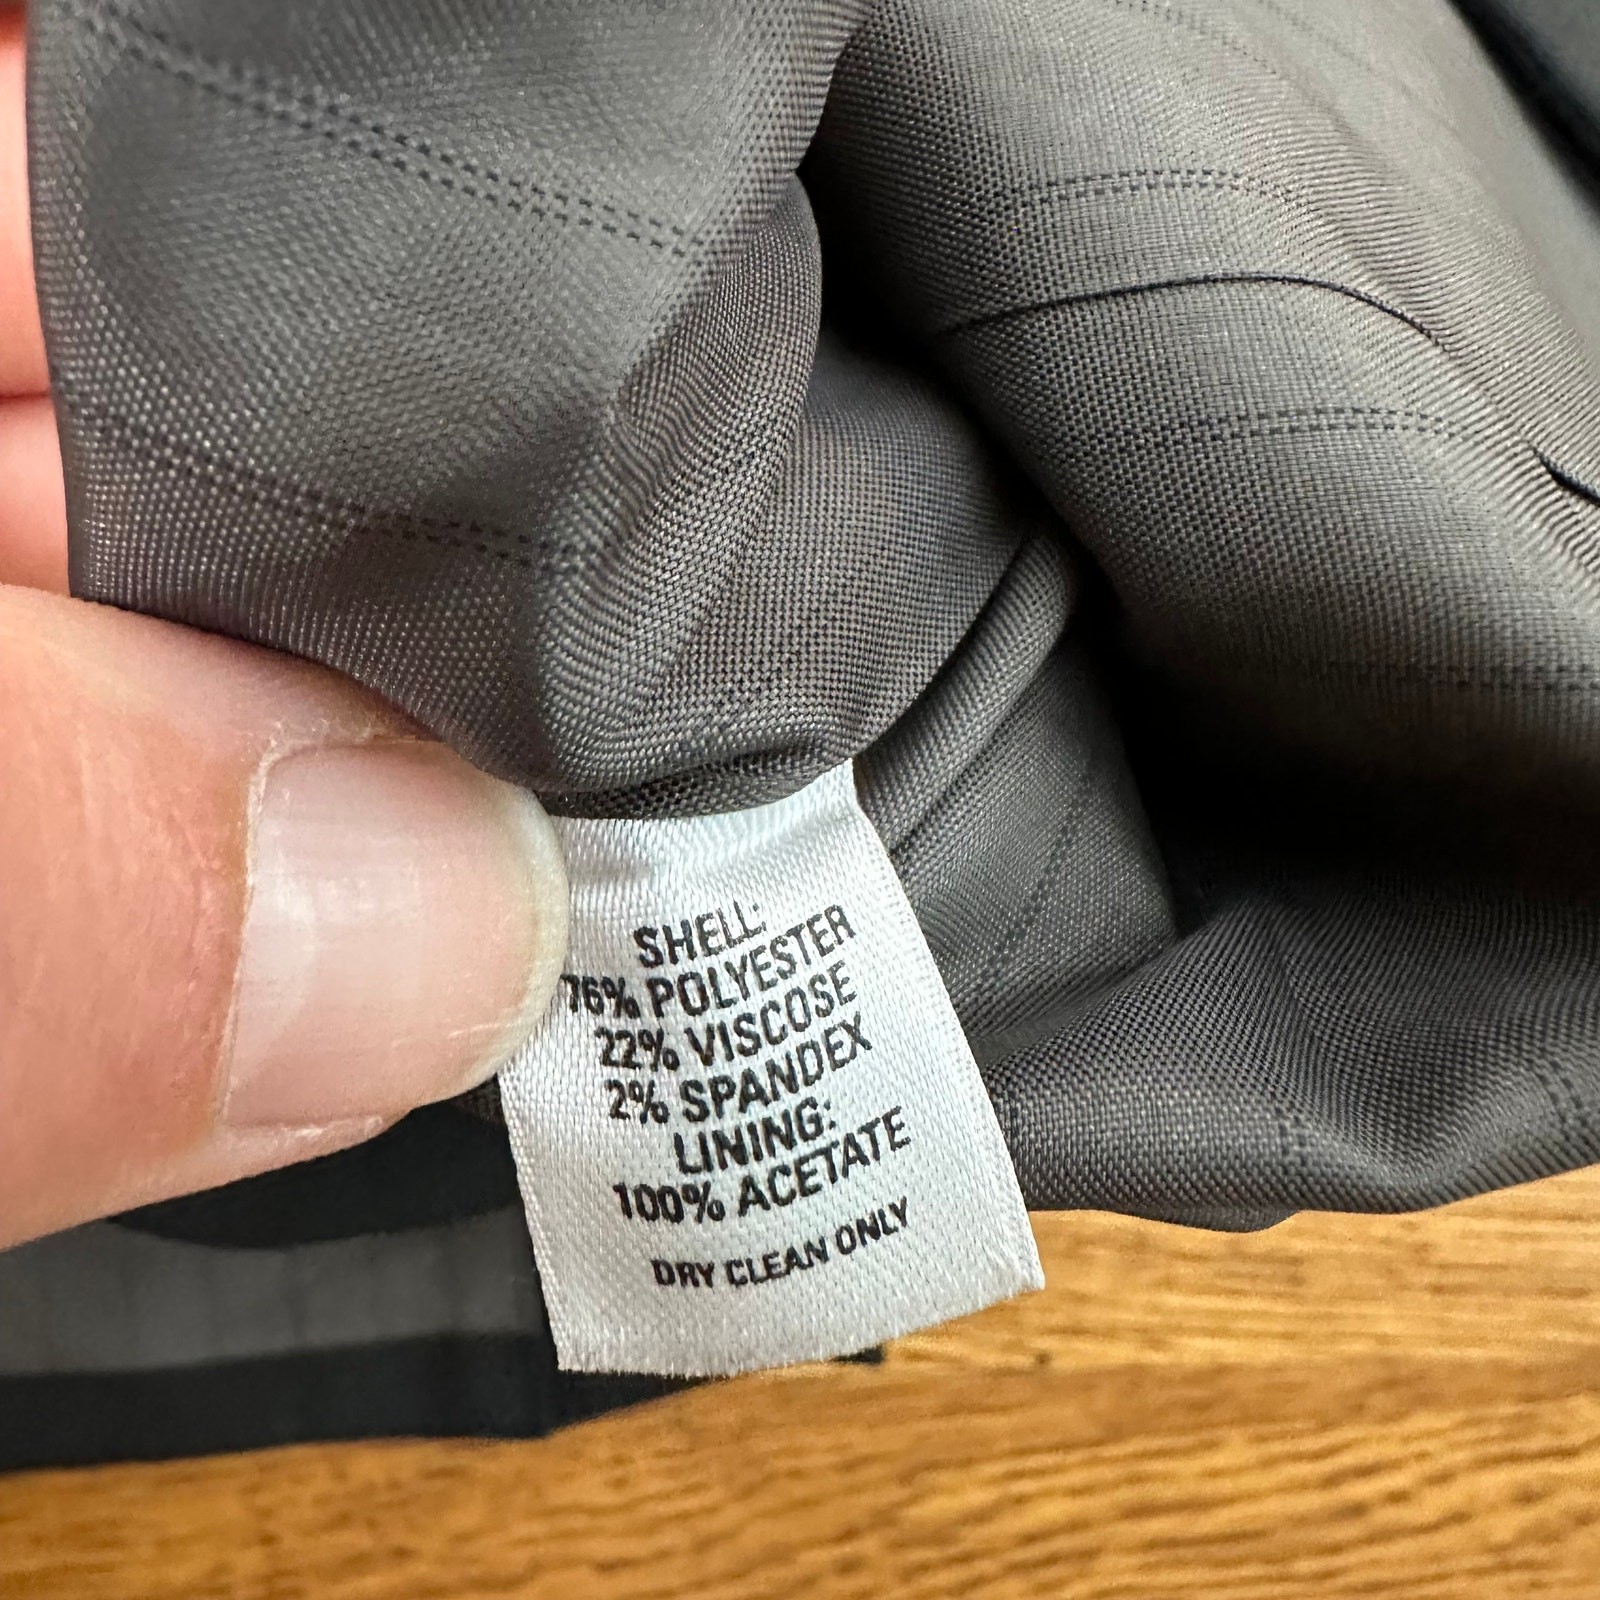 SHELL:
76% POLYESTER
22% VISCOSE
2% SPANDEX
LINING:
100% ACETATE
DRY CLEAN ONLY